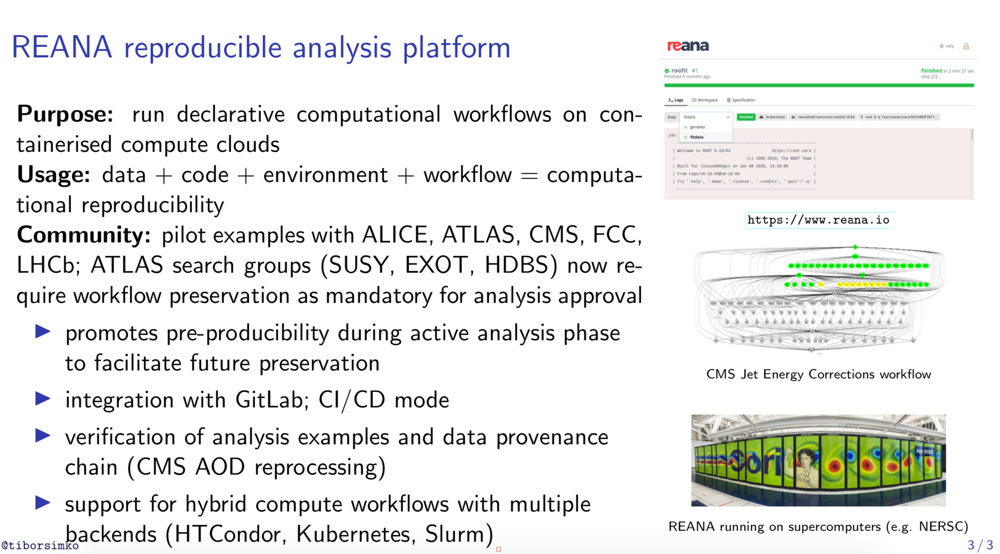 REANA reproducible analysis platform
Purpose: run declarative computational workflows on con-
tainerised compute clouds
Usage: data + code + environment + workflow = computa-
tional reproducibility
Community: pilot examples with ALICE, ATLAS, CMS, FCC,
LHCb; ATLAS search groups (SUSY, EXOT, HDBS) now re-
quire workflow preservation as mandatory for analysis approval
promotes pre-producibility during active analysis phase
to facilitate future preservation
integration with GitLab; CI/CD mode
verification of analysis examples and data provenance
chain (CMS AOD reprocessing)
support for hybrid compute workflows with multiple
backends (HTCondor, Kubernetes, Slurm)
@tiborsimko
reana
Help
roofit #1
finished in 2 min 27 sec
Finished 6 months ago
step 2/2
>_ Logs Workspace Specification
Step fitdata finished Kubernetes reanahub/reana-env-root6:6.18.04 $ root -b -q '/var/reana/users/b57e902f-fd11...
gendata
fitdata
job:
| Welcome to ROOT 6.18/04 https://root.cern |
| (c) 1995-2019, The ROOT Team |
| Built for linuxx8664gcc on Jan 08 2020, 14:10:00 |
| From tags/v6-18-04@v6-18-04 |
| Try '.help', '.demo', '.license', '.credits', '.quit'/'.q' |
https://www.reana.io
CMS Jet Energy Corrections workflow
CRAY
Cori
NeRSC
REANA running on supercomputers (e.g. NERSC)
3 / 3